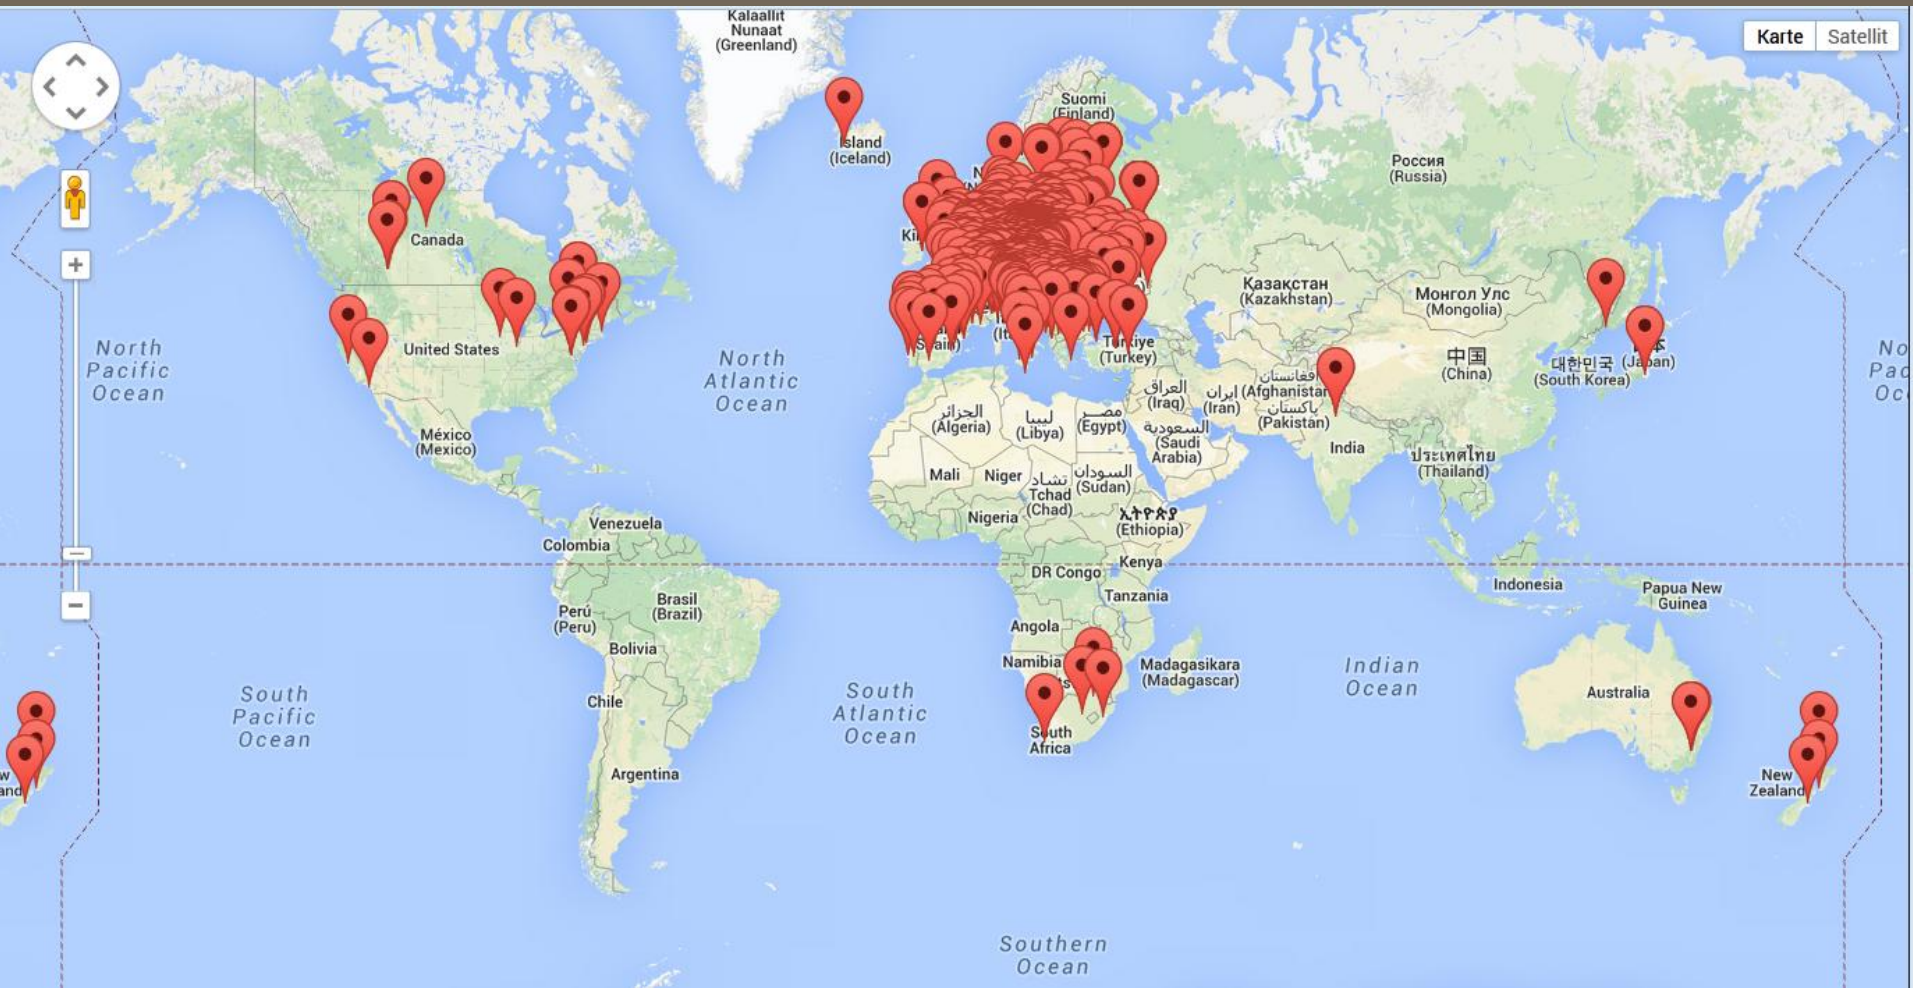 Kalaallit
Nunaat
(Greenland)
Karte
Satellit
Suomi
(Finland)
Island
(Iceland)
Россия
(Russia)
Canada
Қазақстан
(Kazakhstan)
Монгол Улс
(Mongolia)
North
Pacific
Ocean
United States
North
Atlantic
Ocean
Türkiye
(Turkey)
中国
(China)
대한민국
(South Korea)
(Japan)
العراق
(Iraq)
ایران
(Iran)
افغانستان
(Afghanistan
پاکستان
(Pakistan)
México
(Mexico)
الجزائر
(Algeria)
ليبيا
(Libya)
مصر
(Egypt)
السعودية
(Saudi
Arabia)
India
ประเทศไทย
(Thailand)
Mali
Niger
تشاد
Tchad
(Chad)
السودان
(Sudan)
Nigeria
ኢትዮጵያ
(Ethiopia)
Venezuela
Colombia
DR Congo
Kenya
Tanzania
Indonesia
Papua New
Guinea
Perú
(Peru)
Brasil
(Brazil)
Angola
Bolivia
Namibia
Madagasikara
(Madagascar)
Indian
Ocean
South
Pacific
Ocean
Chile
South
Atlantic
Ocean
Australia
South
Africa
Argentina
New
Zealand
Southern
Ocean